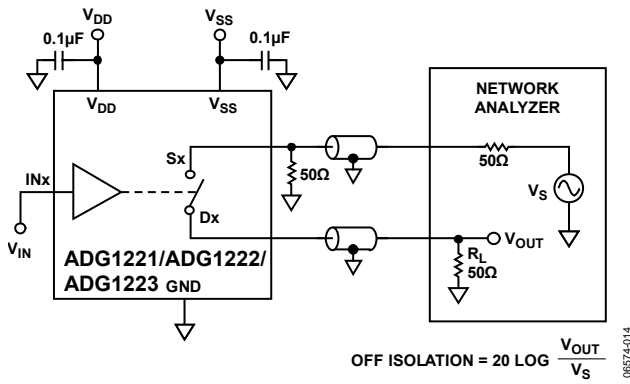 VDD
VSS
0.1µF
0.1µF
VDD
VSS
NETWORK
ANALYZER
Sx
50Ω
50Ω
INx
VS
Dx
VOUT
VIN
RL
50Ω
ADG1221/ADG1222/
ADG1223 GND
OFF ISOLATION = 20 LOG VOUT
VS
06574-014